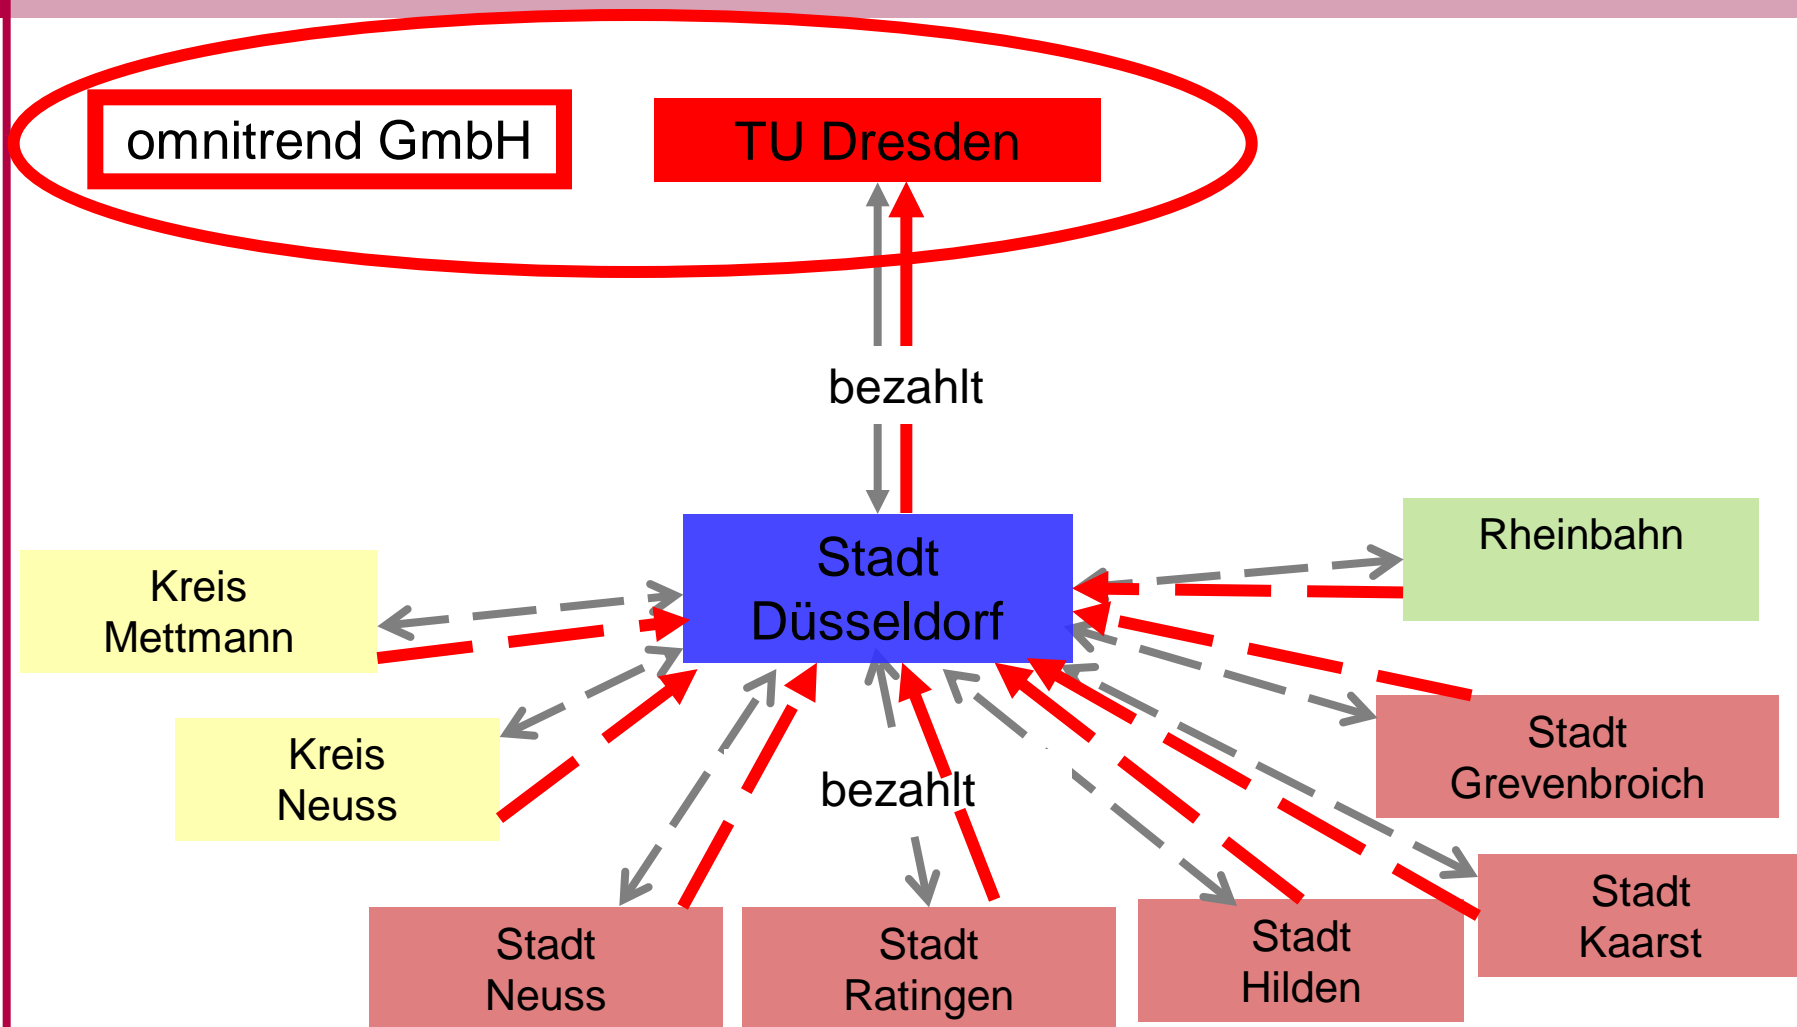 omnitrend GmbH
TU Dresden
bezahlt
Stadt
Düsseldorf
Rheinbahn
Kreis
Mettmann
Kreis
Neuss
bezahlt
Stadt
Grevenbroich
Stadt
Kaarst
Stadt
Neuss
Stadt
Ratingen
Stadt
Hilden